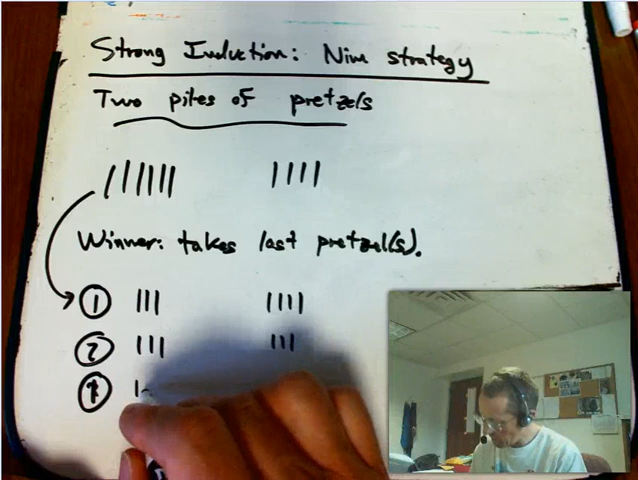 Strong Induction: Nim strategy
Two piles of pretzels
Winner: takes last pretzel(s).
① ||| ||||
② ||| |||